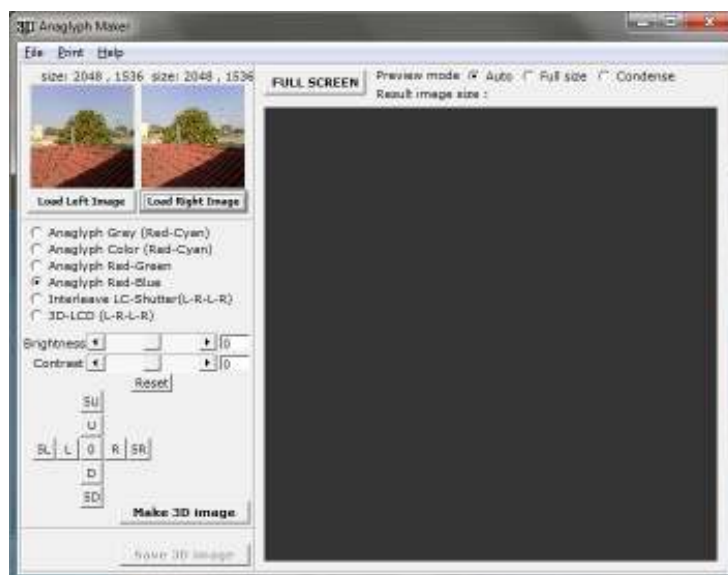 3D Anaglyph Maker
File Print Help
size: 2048 , 1536 size: 2048 , 1536
FULL SCREEN
Preview mode Auto Full size Condense
Result image size :
Load Left Image Load Right Image
Anaglyph Grey (Red-Cyan)
Anaglyph Color (Red-Cyan)
Anaglyph Red-Green
Anaglyph Red-Blue
Interleave LC-Shutter(L-R-L-R)
3D-LCD (L-R-L-R)
Brightness 0
Contrast 0
Reset
SU
U
SL L 0 R SR
D
SD
Make 3D image
Save 3D image